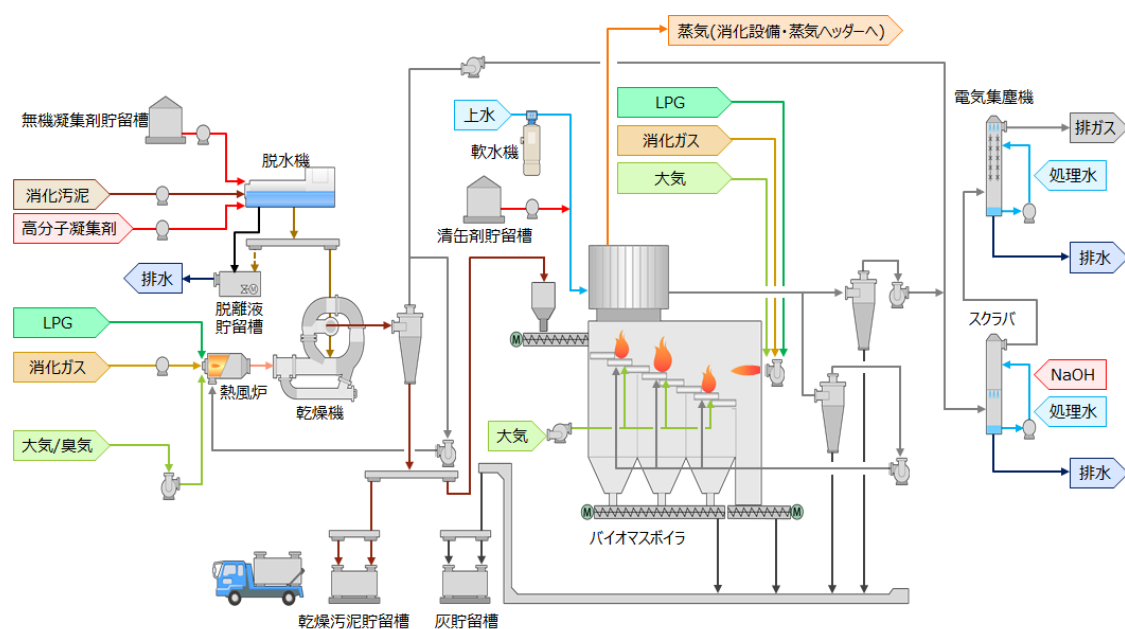 蒸気(消化設備・蒸気ヘッダーへ)
無機凝集剤貯留槽
脱水機
消化汚泥
高分子凝集剤
排水
脱離液
貯留槽
LPG
消化ガス
熱風炉
乾燥機
大気/臭気
上水
軟水機
清缶剤貯留槽
LPG
消化ガス
大気
電気集塵機
排ガス
処理水
排水
スクラバ
NaOH
処理水
排水
大気
M
M
M
M
バイオマスボイラ
乾燥汚泥貯留槽
灰貯留槽